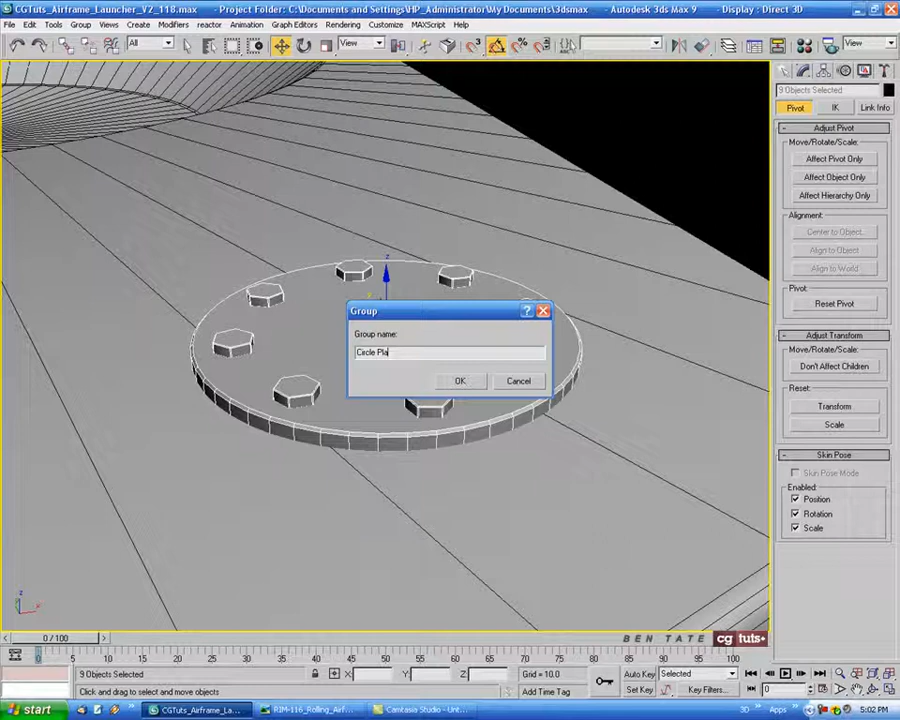 CGTuts_Airframe_Launcher_V2_118.max - Project Folder: C:\Documents and Settings\HP_Administrator\My Documents\3dsmax - Autodesk 3ds Max 9 - Display : Direct 3D
File Edit Tools Group Views Create Modifiers reactor Animation Graph Editors Rendering Customize MAXScript Help
All View View
9 Objects Selected
Pivot IK Link Info
Adjust Pivot
Move/Rotate/Scale:
Affect Pivot Only
Affect Object Only
Affect Hierarchy Only
Alignment:
Center to Object
Align to Object
Align to World
Pivot:
Reset Pivot
Adjust Transform
Move/Rotate/Scale:
Don't Affect Children
Reset:
Transform
Scale
Skin Pose
Skin Pose Mode
Enabled:
Position
Rotation
Scale
z
Group
Group name:
Circle Pla
OK Cancel
z
x
BEN TATE cg tuts+
0 / 100
0 5 10 15 20 25 30 35 40 45 50 55 60 65 70 75 80 85 90 95 100
9 Objects Selected X: Y: Z: Grid = 10.0 Auto Key Selected
Click and drag to select and move objects Add Time Tag Set Key Key Filters... 0
start CGTuts_Airframe_La... RIM-116_Rolling_Airf... Camtasia Studio - Unt... 3D Apps 5:02 PM